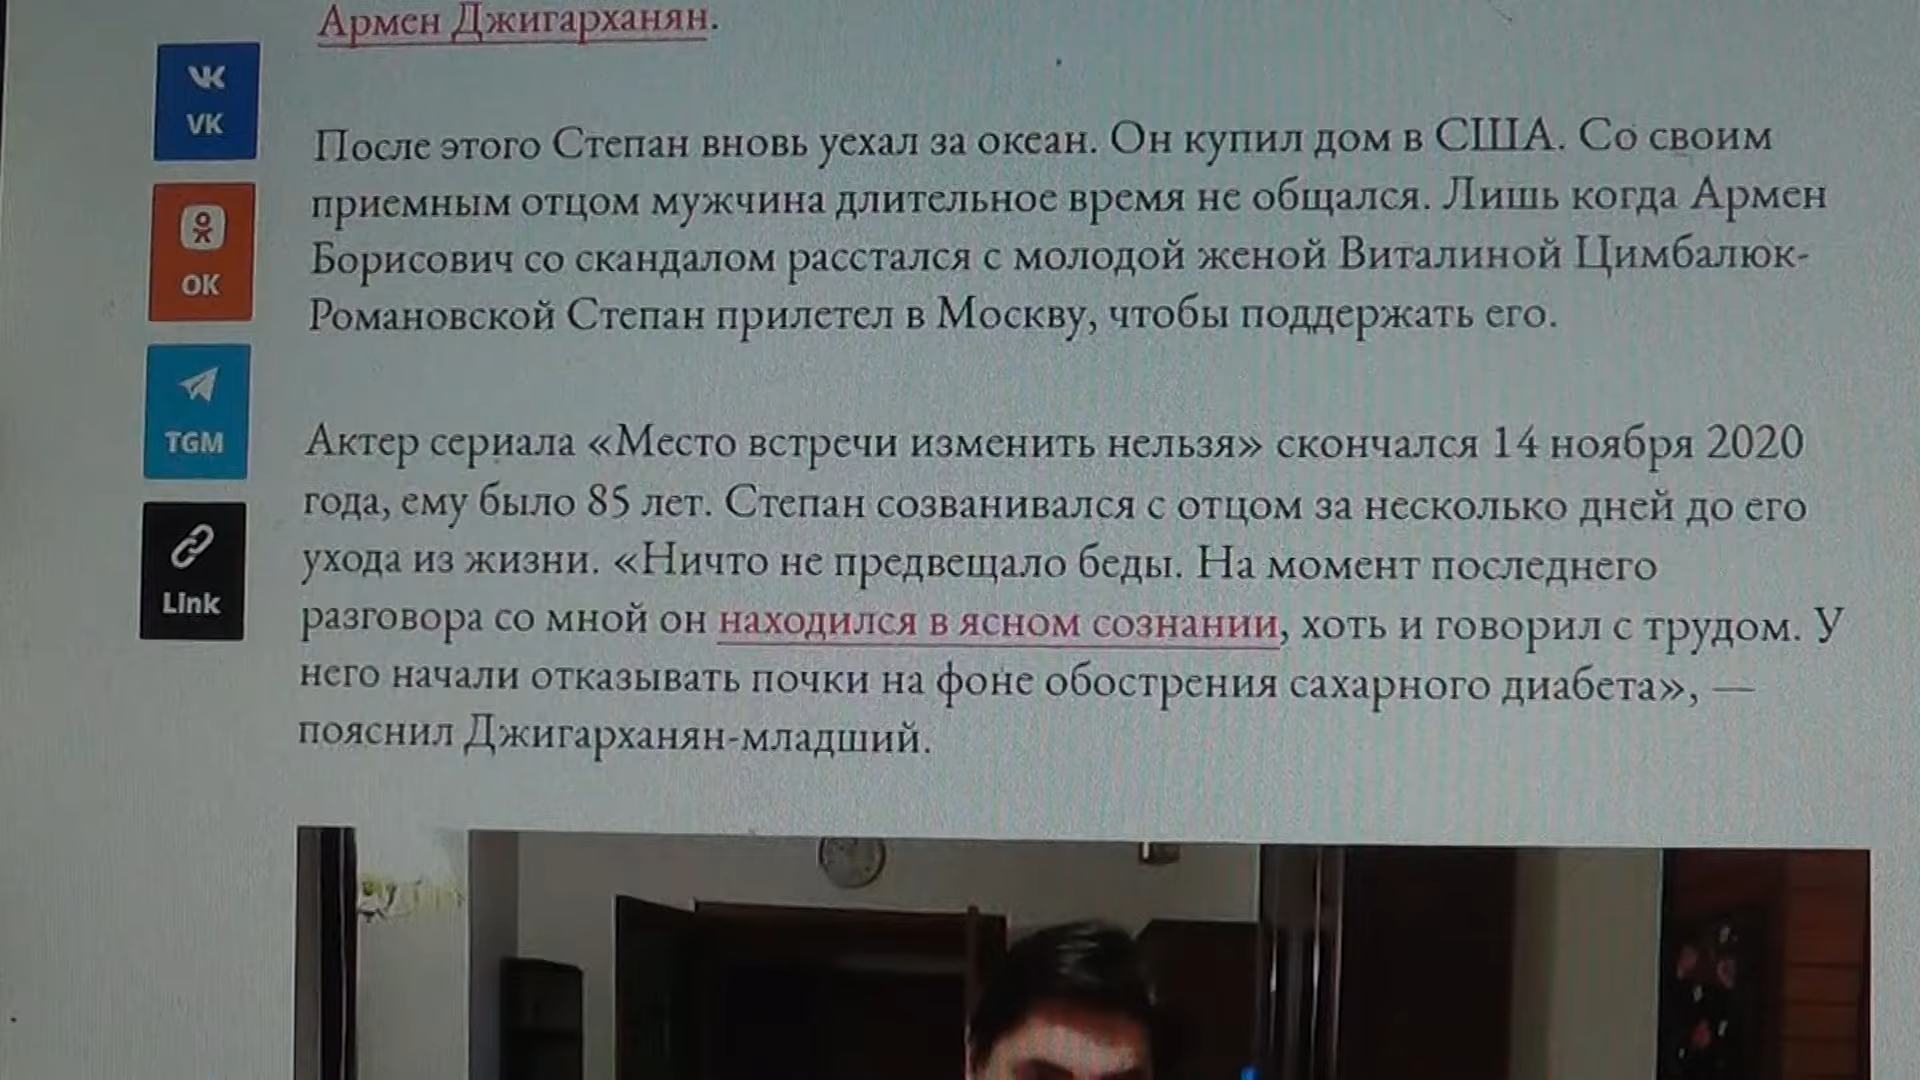 Армен Джигарханян.
VK
OK
TGM
Link
После этого Степан вновь уехал за океан. Он купил дом в США. Со своим
приемным отцом мужчина длительное время не общался. Лишь когда Армен
Борисович со скандалом расстался с молодой женой Виталиной Цимбалюк-
Романовской Степан прилетел в Москву, чтобы поддержать его.
Актер сериала «Место встречи изменить нельзя» скончался 14 ноября 2020
года, ему было 85 лет. Степан созванивался с отцом за несколько дней до его
ухода из жизни. «Ничто не предвещало беды. На момент последнего
разговора со мной он находился в ясном сознании, хоть и говорил с трудом. У
него начали отказывать почки на фоне обострения сахарного диабета», —
пояснил Джигарханян-младший.